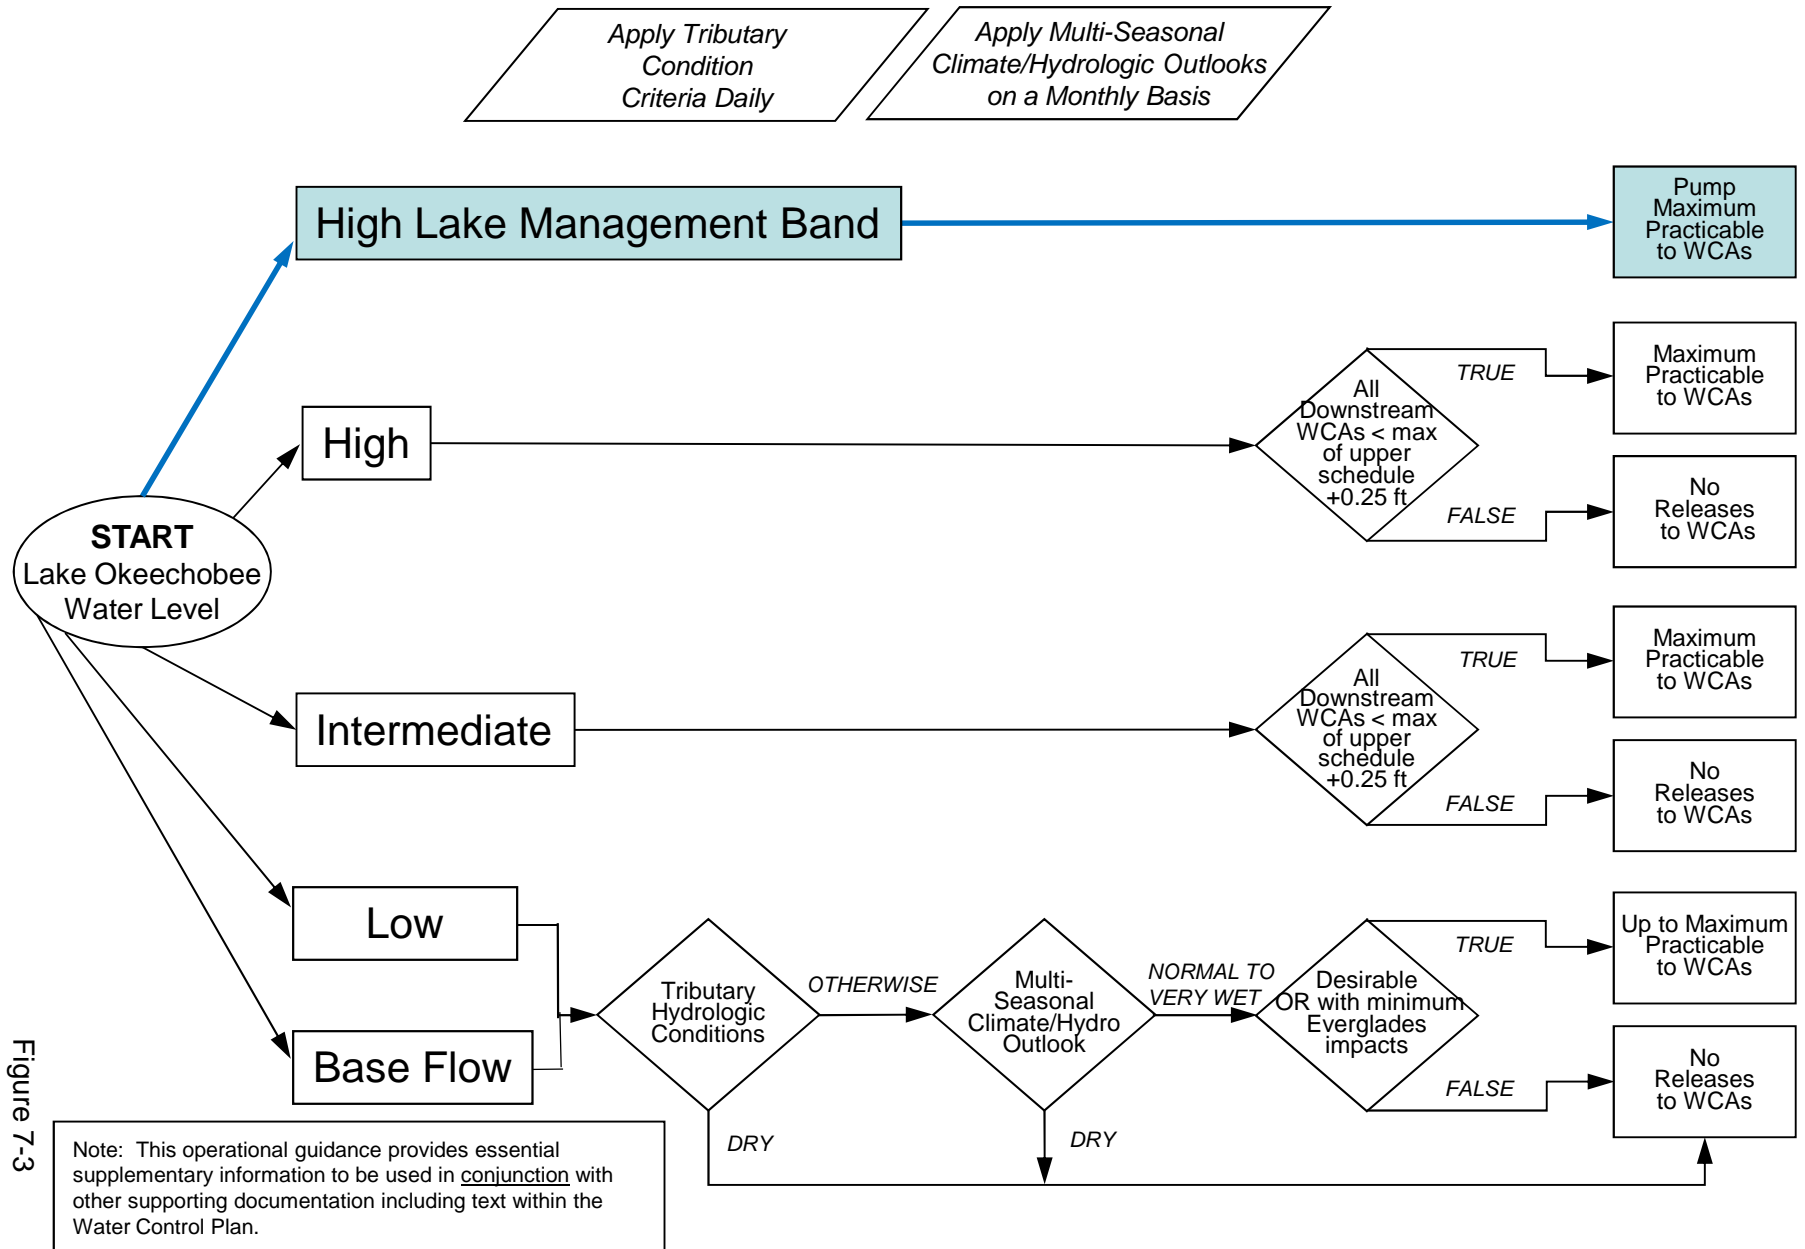 Apply Tributary
Condition
Criteria Daily
Apply Multi-Seasonal
Climate/Hydrologic Outlooks
on a Monthly Basis
High Lake Management Band
Pump
Maximum
Practicable
to WCAs
High
All
Downstream
WCAs < max
of upper
schedule
+0.25 ft
TRUE
Maximum
Practicable
to WCAs
FALSE
No
Releases
to WCAs
START
Lake Okeechobee
Water Level
Intermediate
All
Downstream
WCAs < max
of upper
schedule
+0.25 ft
TRUE
Maximum
Practicable
to WCAs
FALSE
No
Releases
to WCAs
Low
Base Flow
Tributary
Hydrologic
Conditions
OTHERWISE
DRY
Multi-
Seasonal
Climate/Hydro
Outlook
NORMAL TO
VERY WET
DRY
Desirable
OR with minimum
Everglades
impacts
TRUE
Up to Maximum
Practicable
to WCAs
FALSE
No
Releases
to WCAs
Figure 7-3
Note: This operational guidance provides essential
supplementary information to be used in conjunction with
other supporting documentation including text within the
Water Control Plan.